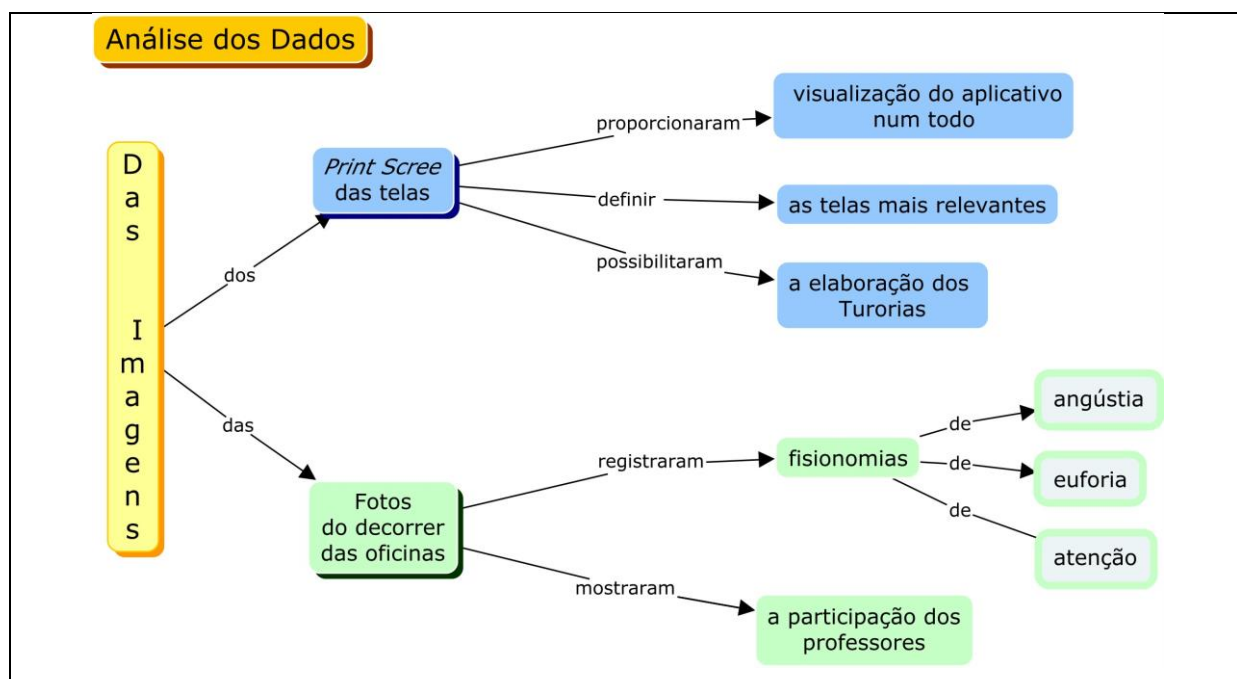 Análise dos Dados
Das Imagens
dos
Print Scree
das telas
proporcionaram
visualização do aplicativo
num todo
definir
as telas mais relevantes
possibilitaram
a elaboração dos
Turorias
das
Fotos
do decorrer
das oficinas
registraram
fisionomias
de
angústia
de
euforia
de
atenção
mostraram
a participação dos
professores